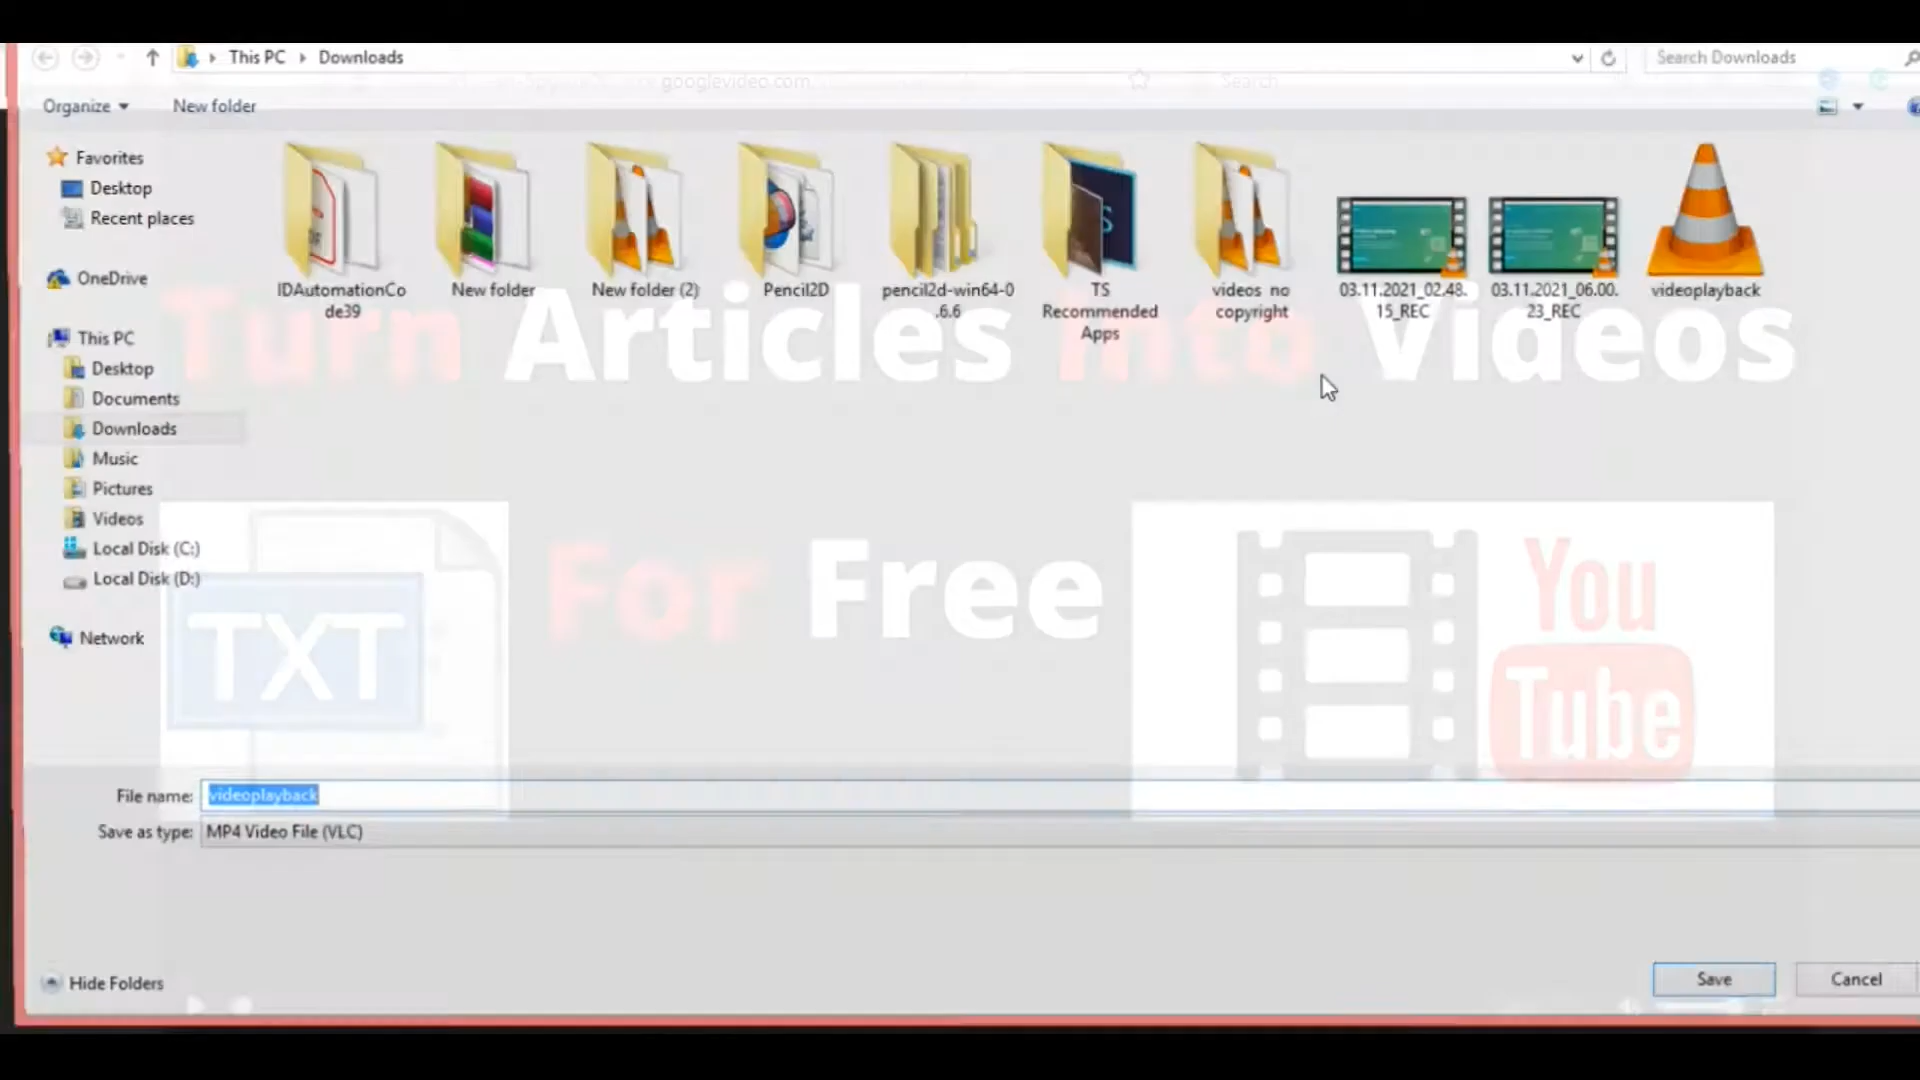 This PC
Downloads
Search Downloads
googlevideo.com
Search
Organize
New folder
Favorites
Desktop
Recent places
OneDrive
This PC
Desktop
Documents
Downloads
Music
Pictures
Videos
Local Disk (C:)
Local Disk (D:)
Network
IDAutomationCo
de39
New folder
New folder (2)
Pencil2D
pencil2d-win64-0
.6.6
TS
Recommended
Apps
videos no
copyright
03.11.2021_02.48.
15_REC
03.11.2021_06.00.
23_REC
videoplayback
Turn Articles into Videos
For Free
TXT
You
Tube
File name: videoplayback
Save as type: MP4 Video File (VLC)
Hide Folders
Save
Cancel